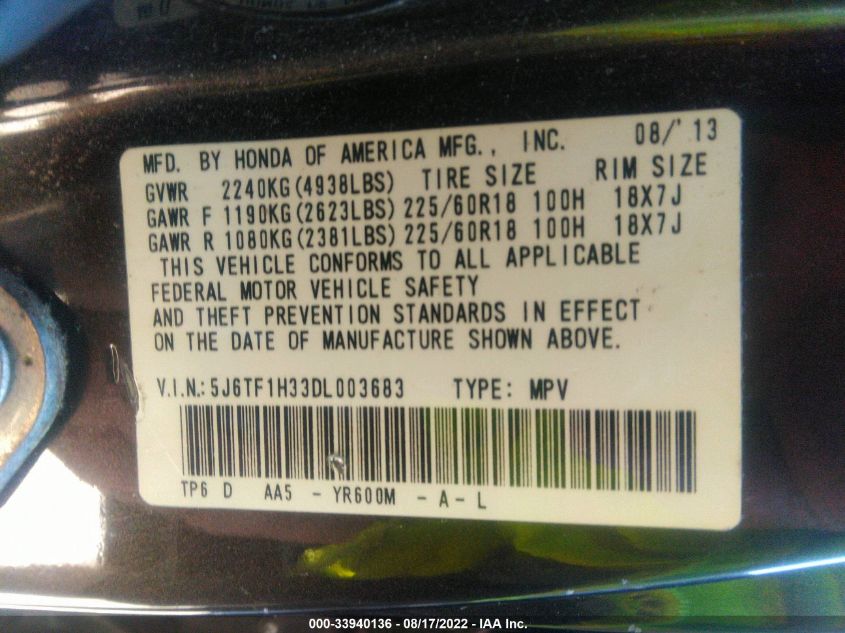 MFD. BY HONDA OF AMERICA MFG., INC. 08/'13
GVWR 2240KG(4938LBS) TIRE SIZE RIM SIZE
GAWR F 1190KG(2623LBS) 225/60R18 100H 18X7J
GAWR R 1080KG(2381LBS) 225/60R18 100H 18X7J
THIS VEHICLE CONFORMS TO ALL APPLICABLE
FEDERAL MOTOR VEHICLE SAFETY
AND THEFT PREVENTION STANDARDS IN EFFECT
ON THE DATE OF MANUFACTURE SHOWN ABOVE.
V.I.N.: 5J6TF1H33DL003683 TYPE: MPV
TP6 D AA5 - YR600M - A - L
000-33940136 - 08/17/2022 - IAA Inc.